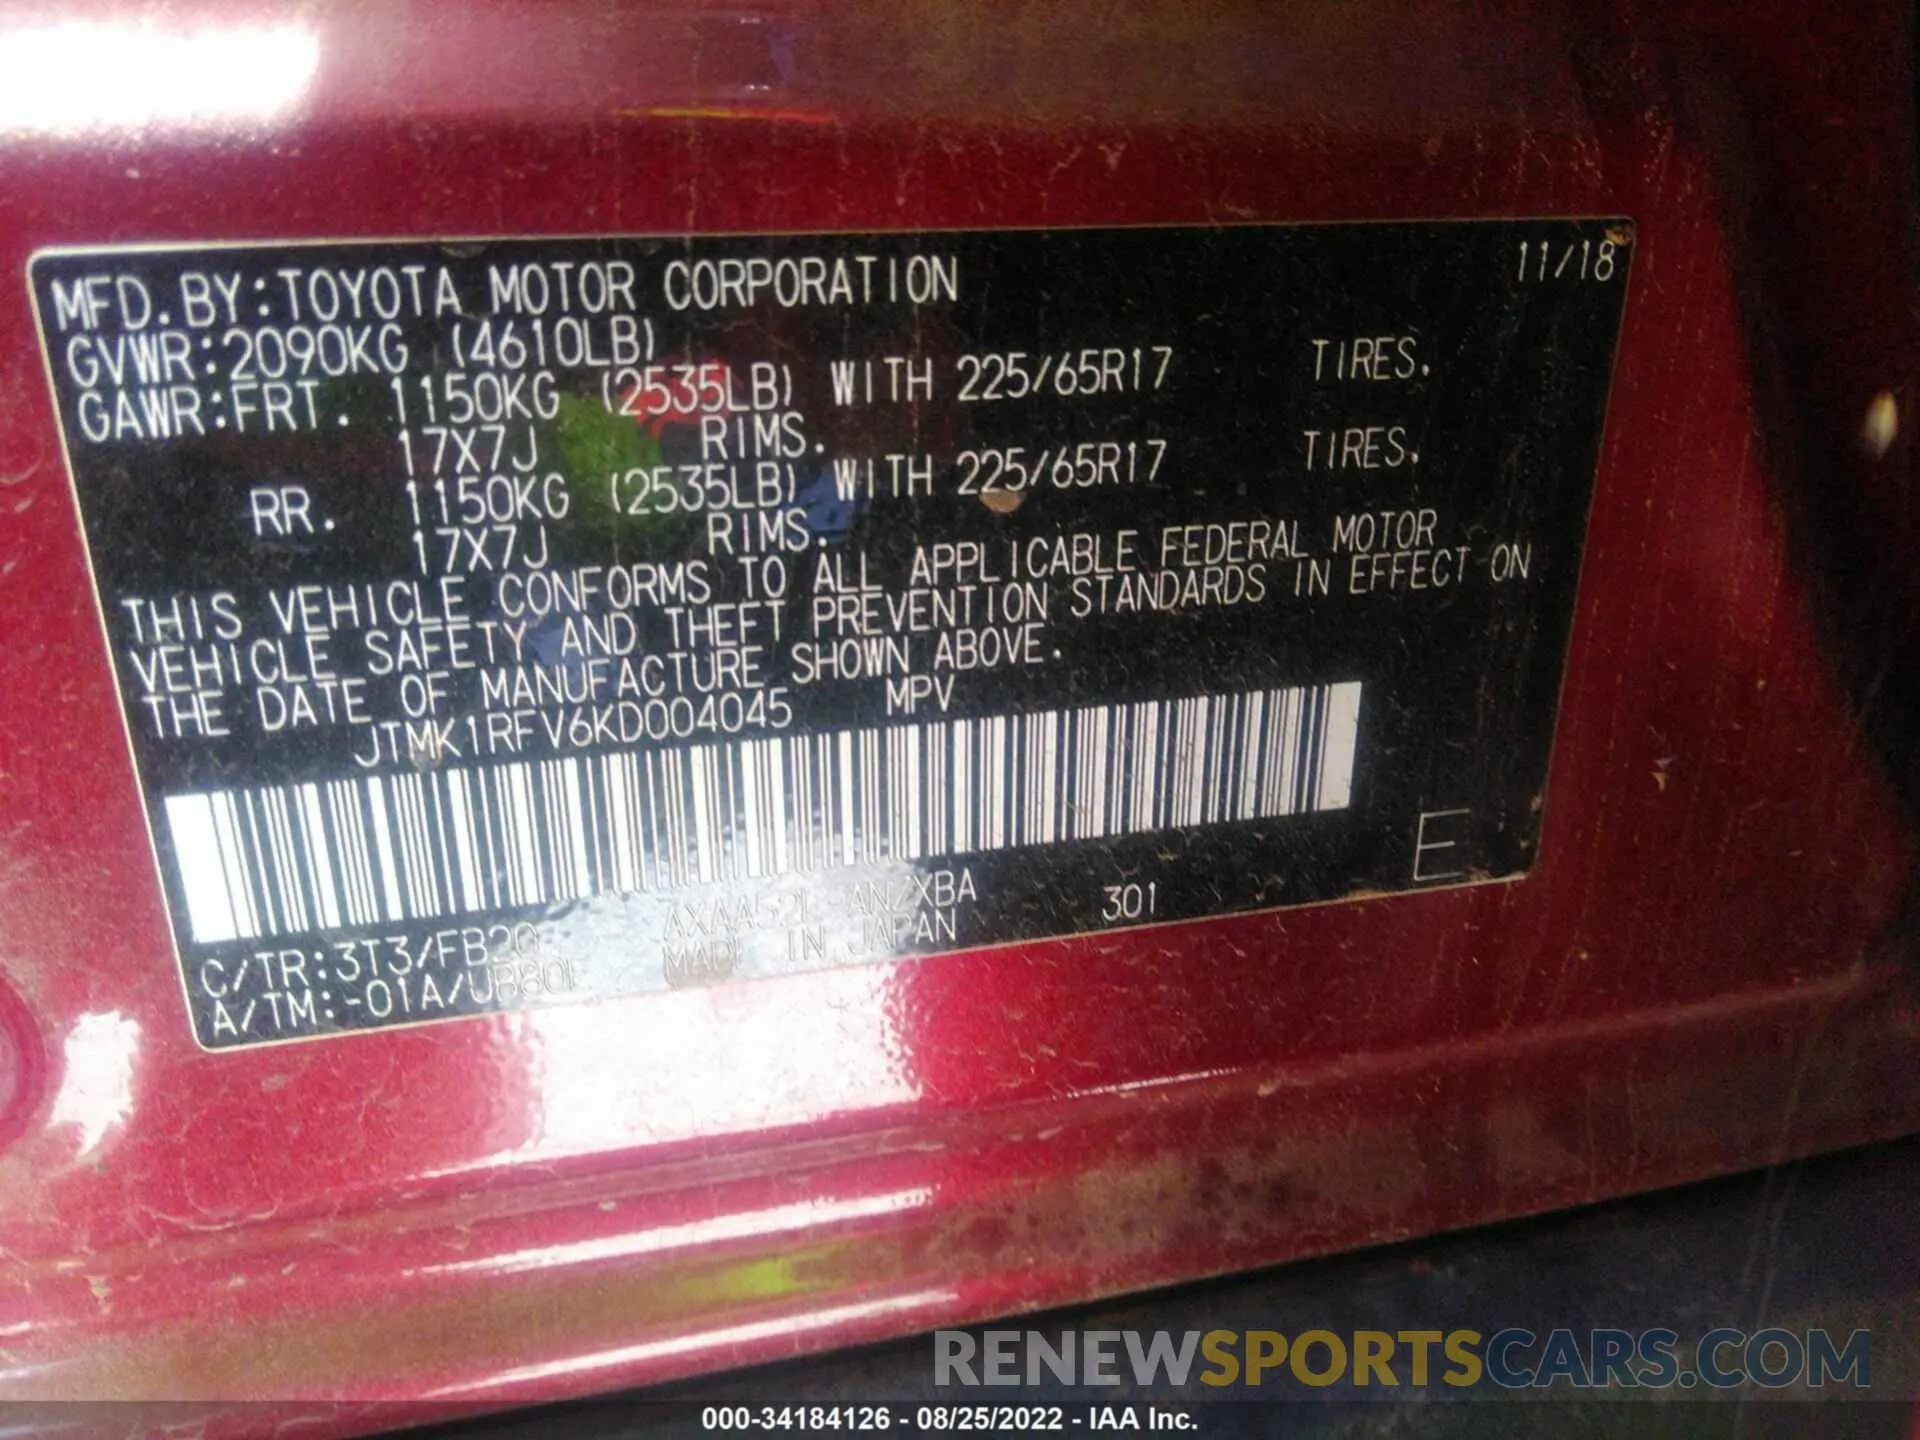 11/18
MFD. BY:TOYOTA MOTOR CORPORATION
GVWR:2090KG (4610LB)
GAWR:FRT. 1150KG (2535LB) WITH 225/65R17 TIRES.
17X7J RIMS.
RR. 1150KG (2535LB) WITH 225/65R17 TIRES.
17X7J RIMS.
THIS VEHICLE CONFORMS TO ALL APPLICABLE FEDERAL MOTOR
VEHICLE SAFETY AND THEFT PREVENTION STANDARDS IN EFFECT ON
THE DATE OF MANUFACTURE SHOWN ABOVE.
JTMK1RFV6KD004045 MPV
E
C/TR:3T3/FB20 AXAA52L ANZXBA 301
A/TM:-01A/UB80F MADE IN JAPAN
RENEWSPORTSCARS.COM
000-34184126 - 08/25/2022 - IAA Inc.